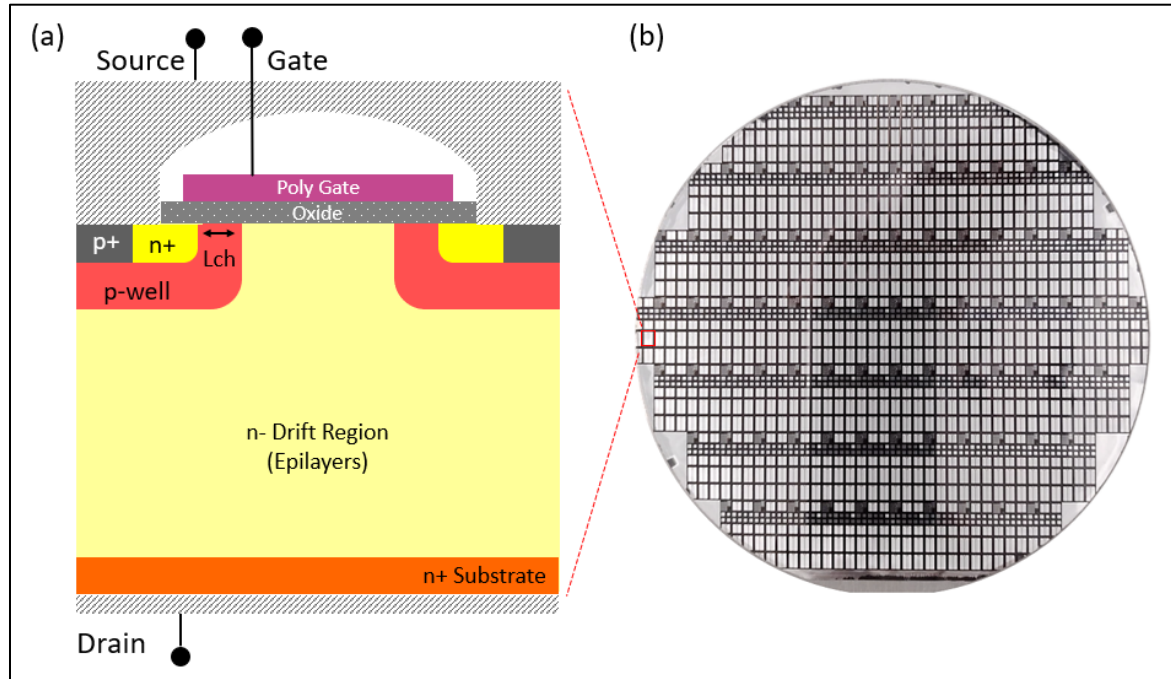 (a)
(b)
Source
Gate
Poly Gate
Oxide
p+
n+
Lch
p-well
n- Drift Region
(Epilayers)
n+ Substrate
Drain